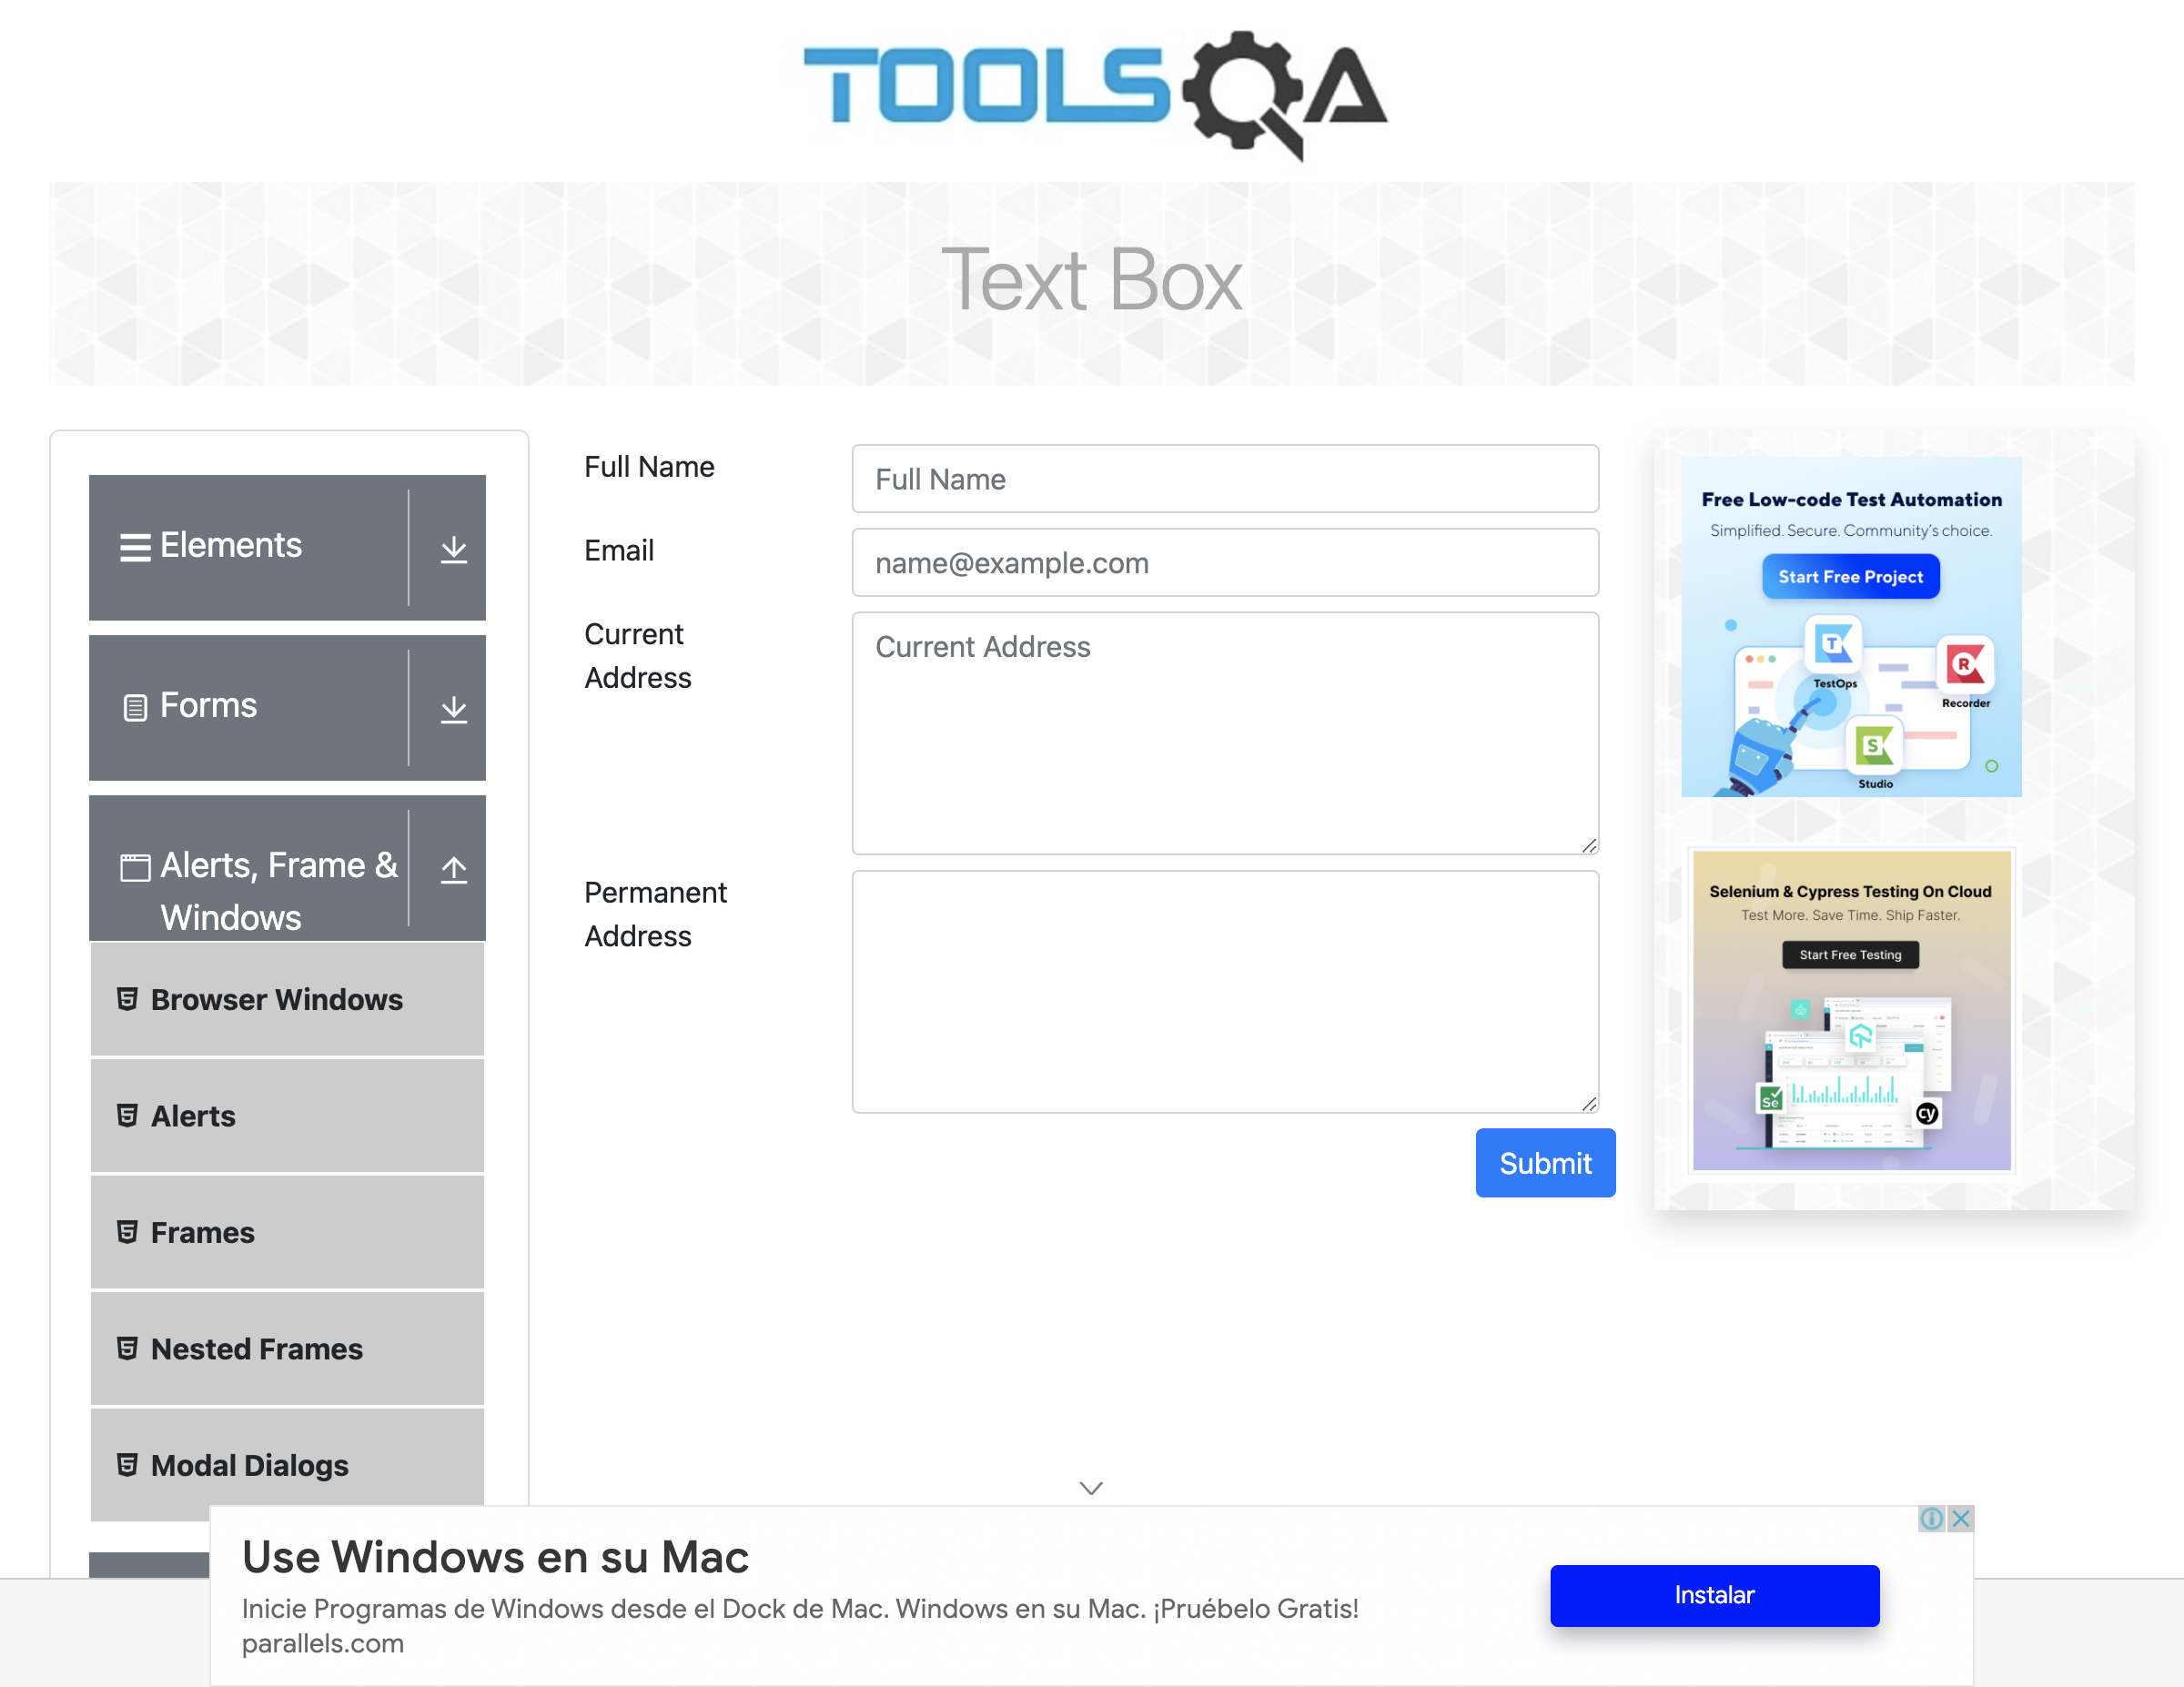 TOOLSQA
Text Box
Elements
Forms
Alerts, Frame &
Windows
Browser Windows
Alerts
Frames
Nested Frames
Modal Dialogs
Full Name
Full Name
Email
name@example.com
Current
Address
Current Address
Permanent
Address
Submit
Free Low-code Test Automation
Simplified. Secure. Community's choice.
Start Free Project
T
TestOps
R
Recorder
S
Studio
Selenium & Cypress Testing On Cloud
Test More. Save Time. Ship Faster.
Start Free Testing
Se
cy
Use Windows en su Mac
Inicie Programas de Windows desde el Dock de Mac. Windows en su Mac. ¡Pruébelo Gratis!
parallels.com
Instalar